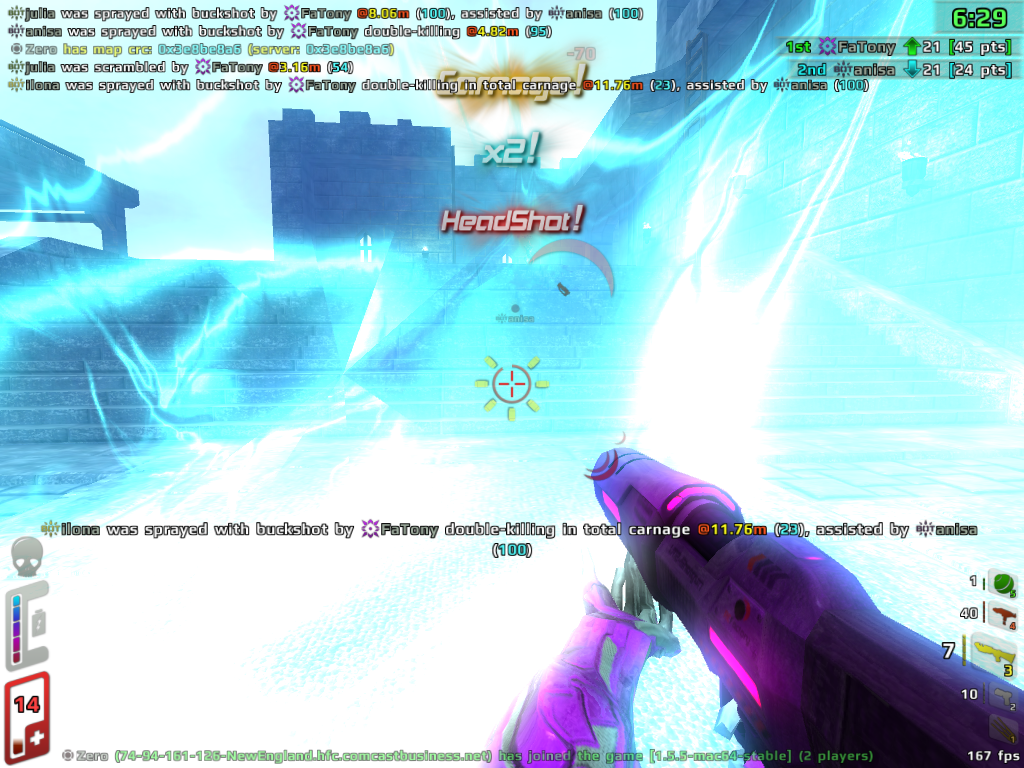 julia was sprayed with buckshot by FaTony @8.06m (100), assisted by anisa (100)
anisa was sprayed with buckshot by FaTony double-killing @4.82m (95)
Zero has map crc: 0x3e8be8a6 (server: 0x3e8be8a6)
julia was scrambled by FaTony @3.16m (54)
ilona was sprayed with buckshot by FaTony double-killing in total carnage @11.76m (23), assisted by anisa (100)
6:29
1st FaTony 21 [45 pts]
2nd anisa 21 [24 pts]
-70
Carnage!
x2!
HeadShot!
anisa
ilona was sprayed with buckshot by FaTony double-killing in total carnage @11.76m (23), assisted by anisa
(100)
1 5
40 4
7 3
10 2
1
14
Zero (74-94-161-126-NewEngland.hfc.comcastbusiness.net) has joined the game [1.5.5-mac64-stable] (2 players)
167 fps